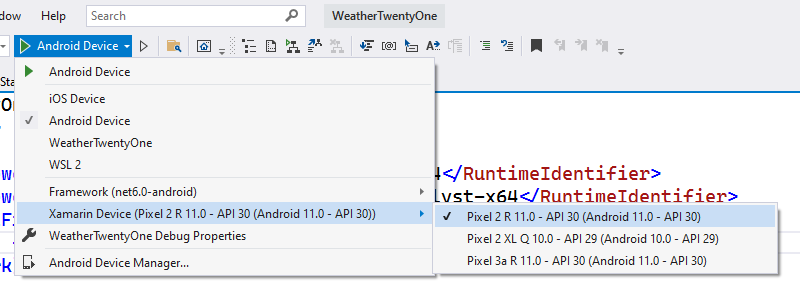 ndow Help Search WeatherTwentyOne
Android Device
Sta
Android Device
iOS Device
Android Device
WeatherTwentyOne
WSL 2
4</RuntimeIdentifier>
Framework (net6.0-android) lyst-x64</RuntimeIdentifier>
Xamarin Device (Pixel 2 R 11.0 - API 30 (Android 11.0 - API 30)) Pixel 2 R 11.0 - API 30 (Android 11.0 - API 30)
WeatherTwentyOne Debug Properties Pixel 2 XL Q 10.0 - API 29 (Android 10.0 - API 29)
Android Device Manager... Pixel 3a R 11.0 - API 30 (Android 11.0 - API 30)